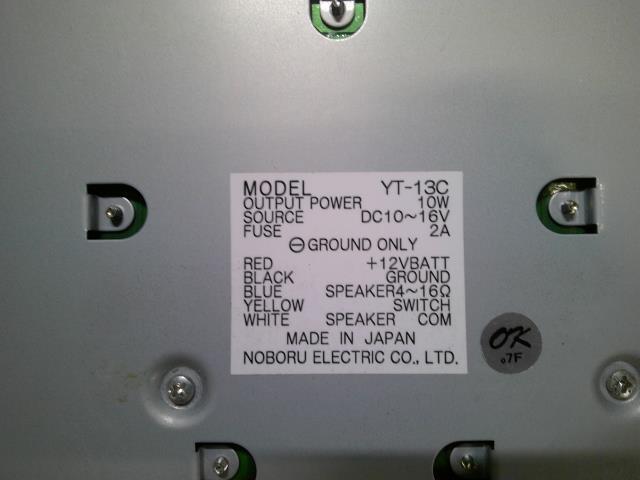 MODEL YT-13C
OUTPUT POWER 10W
SOURCE DC10~16V
FUSE 2A
⊖ GROUND ONLY
RED +12VBATT
BLACK GROUND
BLUE SPEAKER4~16Ω
YELLOW SWITCH
WHITE SPEAKER COM
MADE IN JAPAN
NOBORU ELECTRIC CO., LTD.
OK
.7F